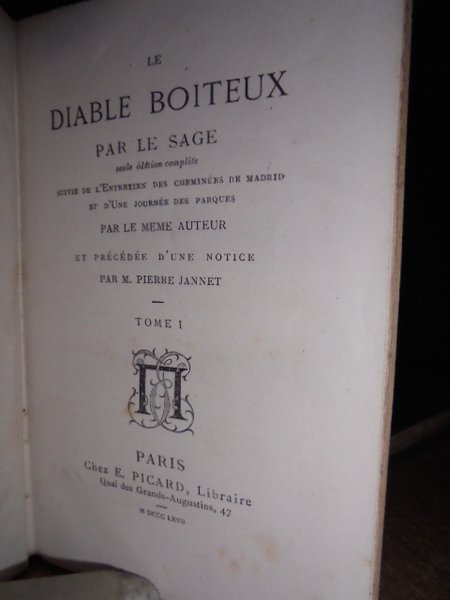 LE
DIABLE BOITEUX
PAR LE SAGE
seule édition complète
SUIVIE DE L'ENTRETIEN DES CHEMINÉES DE MADRID
ET D'UNE JOURNÉE DES PARQUES
PAR LE MEME AUTEUR
ET PRÉCÉDÉE D'UNE NOTICE
PAR M. PIERRE JANNET
TOME I
PARIS
Chez E. PICARD, Libraire
Quai des Grands-Augustins, 47
M DCCC LXVII